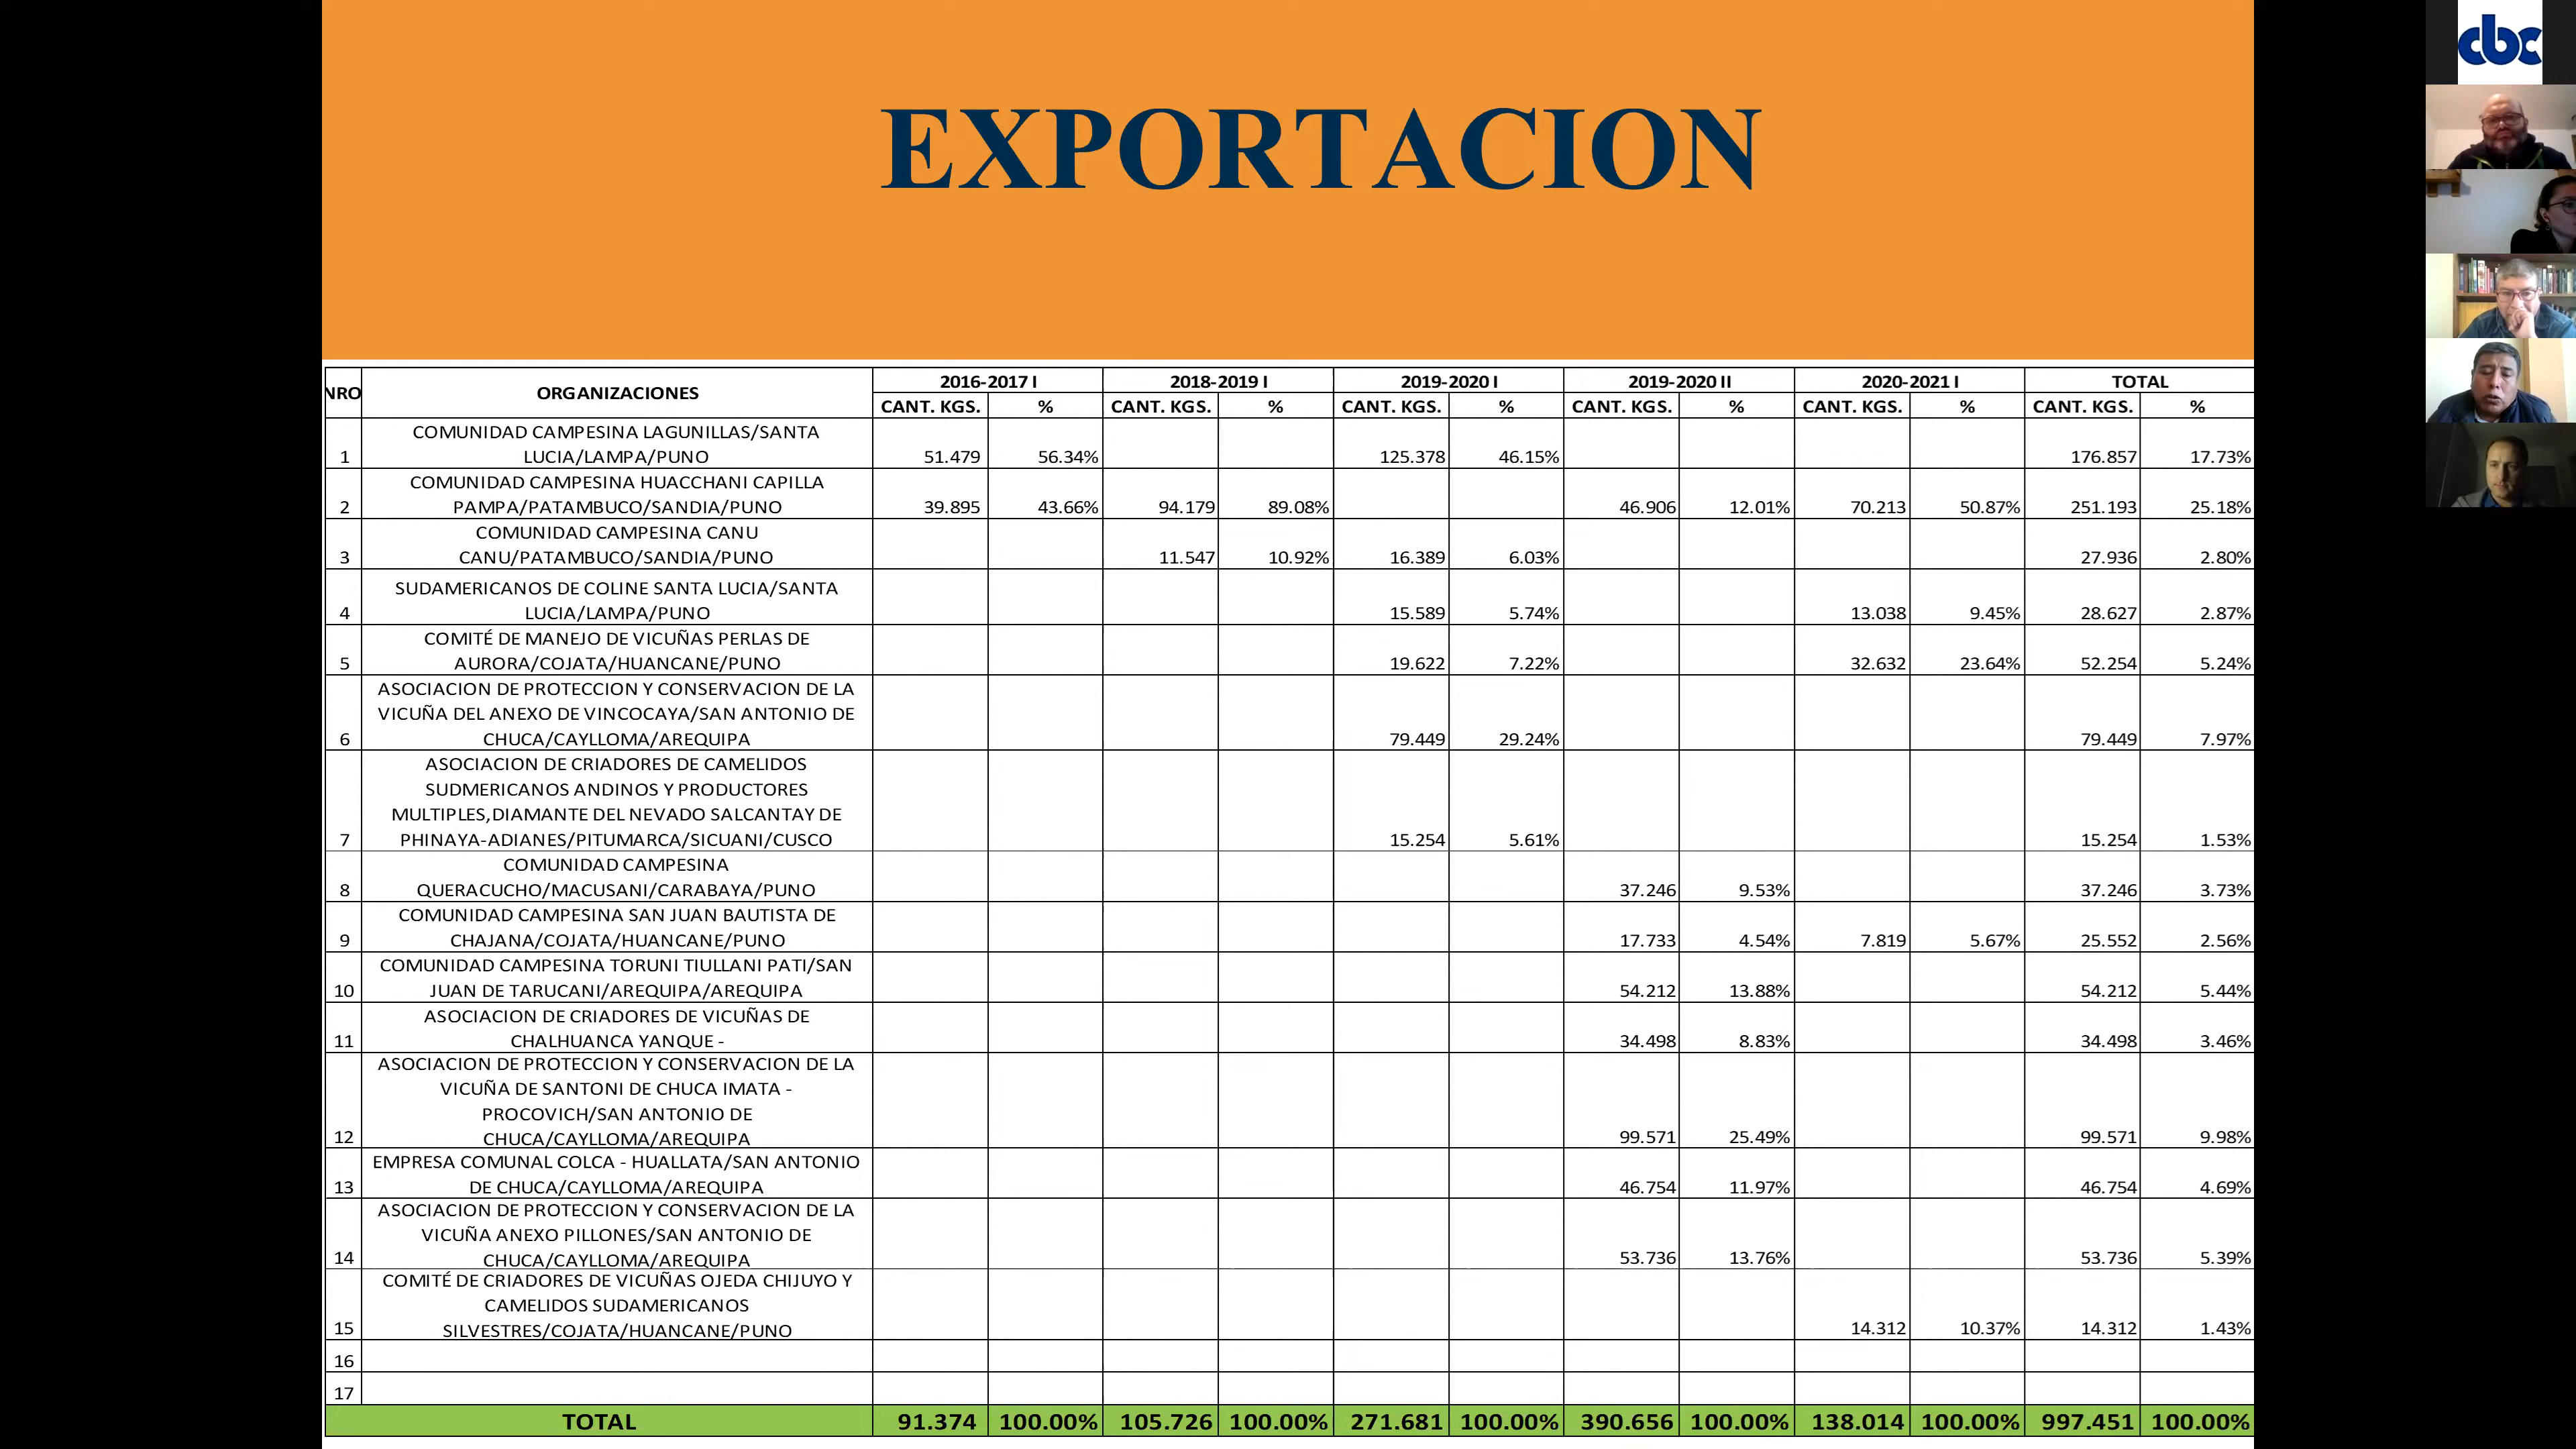 cbc
EXPORTACION
NRO ORGANIZACIONES 2016-2017 I 2018-2019 I 2019-2020 I 2019-2020 II 2020-2021 I TOTAL
CANT. KGS. % CANT. KGS. % CANT. KGS. % CANT. KGS. % CANT. KGS. % CANT. KGS. %
COMUNIDAD CAMPESINA LAGUNILLAS/SANTA
1 LUCIA/LAMPA/PUNO 51.479 56.34% 125.378 46.15% 176.857 17.73%
COMUNIDAD CAMPESINA HUACCHANI CAPILLA
2 PAMPA/PATAMBUCO/SANDIA/PUNO 39.895 43.66% 94.179 89.08% 46.906 12.01% 70.213 50.87% 251.193 25.18%
COMUNIDAD CAMPESINA CANU
3 CANU/PATAMBUCO/SANDIA/PUNO 11.547 10.92% 16.389 6.03% 27.936 2.80%
SUDAMERICANOS DE COLINE SANTA LUCIA/SANTA
4 LUCIA/LAMPA/PUNO 15.589 5.74% 13.038 9.45% 28.627 2.87%
COMITÉ DE MANEJO DE VICUÑAS PERLAS DE
5 AURORA/COJATA/HUANCANE/PUNO 19.622 7.22% 32.632 23.64% 52.254 5.24%
ASOCIACION DE PROTECCION Y CONSERVACION DE LA
VICUÑA DEL ANEXO DE VINCOCAYA/SAN ANTONIO DE
6 CHUCA/CAYLLOMA/AREQUIPA 79.449 29.24% 79.449 7.97%
ASOCIACION DE CRIADORES DE CAMELIDOS
SUDMERICANOS ANDINOS Y PRODUCTORES
MULTIPLES,DIAMANTE DEL NEVADO SALCANTAY DE
7 PHINAYA-ADIANES/PITUMARCA/SICUANI/CUSCO 15.254 5.61% 15.254 1.53%
COMUNIDAD CAMPESINA
8 QUERACUCHO/MACUSANI/CARABAYA/PUNO 37.246 9.53% 37.246 3.73%
COMUNIDAD CAMPESINA SAN JUAN BAUTISTA DE
9 CHAJANA/COJATA/HUANCANE/PUNO 17.733 4.54% 7.819 5.67% 25.552 2.56%
COMUNIDAD CAMPESINA TORUNI TIULLANI PATI/SAN
10 JUAN DE TARUCANI/AREQUIPA/AREQUIPA 54.212 13.88% 54.212 5.44%
ASOCIACION DE CRIADORES DE VICUÑAS DE
11 CHALHUANCA YANQUE - 34.498 8.83% 34.498 3.46%
ASOCIACION DE PROTECCION Y CONSERVACION DE LA
VICUÑA DE SANTONI DE CHUCA IMATA -
PROCOVICH/SAN ANTONIO DE
12 CHUCA/CAYLLOMA/AREQUIPA 99.571 25.49% 99.571 9.98%
EMPRESA COMUNAL COLCA - HUALLATA/SAN ANTONIO
13 DE CHUCA/CAYLLOMA/AREQUIPA 46.754 11.97% 46.754 4.69%
ASOCIACION DE PROTECCION Y CONSERVACION DE LA
VICUÑA ANEXO PILLONES/SAN ANTONIO DE
14 CHUCA/CAYLLOMA/AREQUIPA 53.736 13.76% 53.736 5.39%
COMITÉ DE CRIADORES DE VICUÑAS OJEDA CHIJUYO Y
CAMELIDOS SUDAMERICANOS
15 SILVESTRES/COJATA/HUANCANE/PUNO 14.312 10.37% 14.312 1.43%
16
17
TOTAL 91.374 100.00% 105.726 100.00% 271.681 100.00% 390.656 100.00% 138.014 100.00% 997.451 100.00%